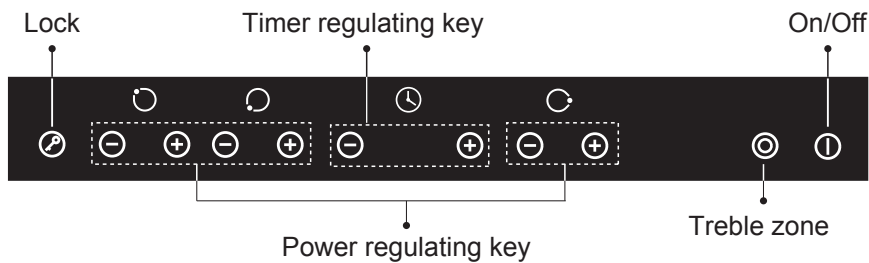 Lock
Timer regulating key
On/Off
Treble zone
Power regulating key